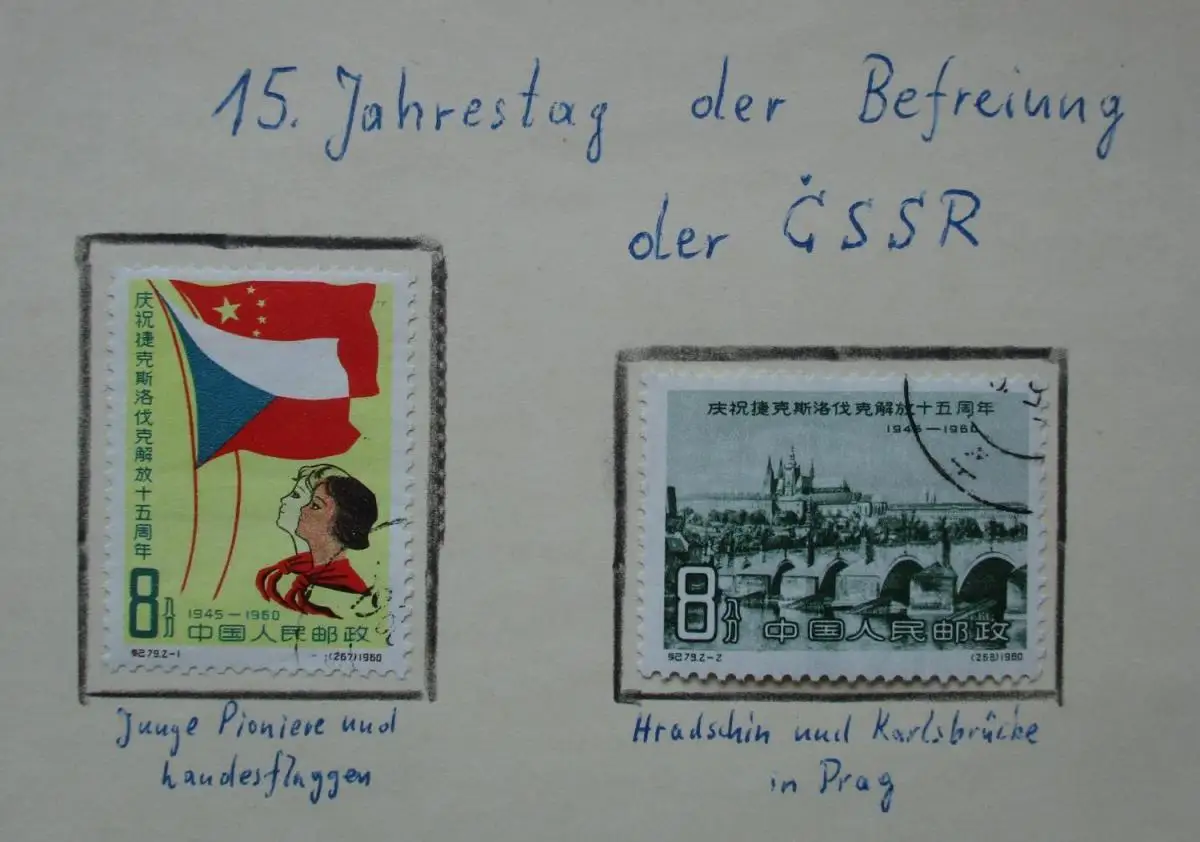 15. Jahrestag der Befreiung
der ČSSR
庆祝捷克斯洛伐克解放十五周年
8分
1945-1960
中国人民邮政
纪79.2-1
(267)1960
Junge Pioniere und
Landesflaggen
庆祝捷克斯洛伐克解放十五周年
1945-1960
8分
中国人民邮政
纪79.2-2
(268)1960
Hradschin und Karlsbrücke
in Prag